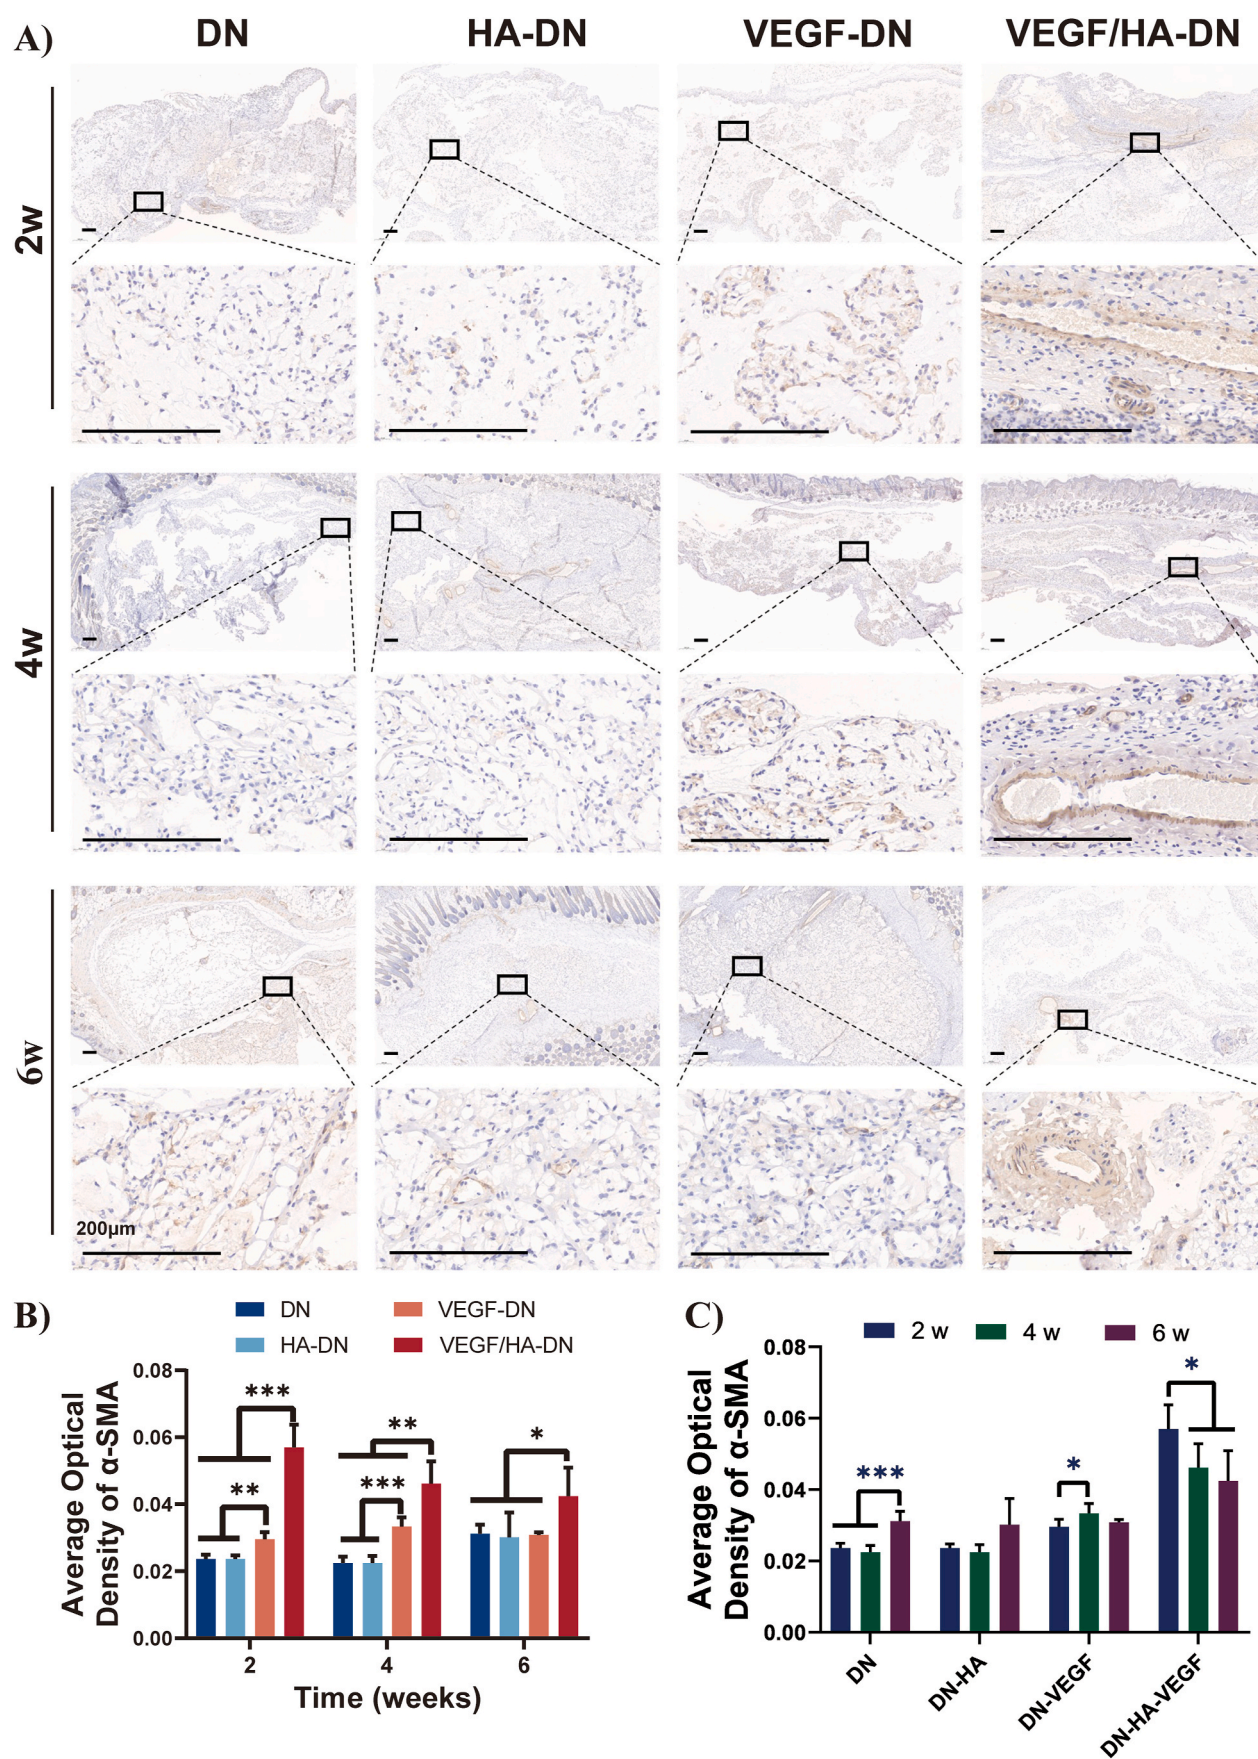 A)
DN HA-DN VEGF-DN VEGF/HA-DN
2w
4w
6w
200μm
B)
DN VEGF-DN
HA-DN VEGF/HA-DN
Average Optical
Density of α-SMA
0.08
0.06
0.04
0.02
0.00
***
**
**
***
*
2 4 6
Time (weeks)
C)
2 w 4 w 6 w
Average Optical
Density of α-SMA
0.08
0.06
0.04
0.02
0.00
***
*
*
DN
DN-HA
DN-VEGF
DN-HA-VEGF